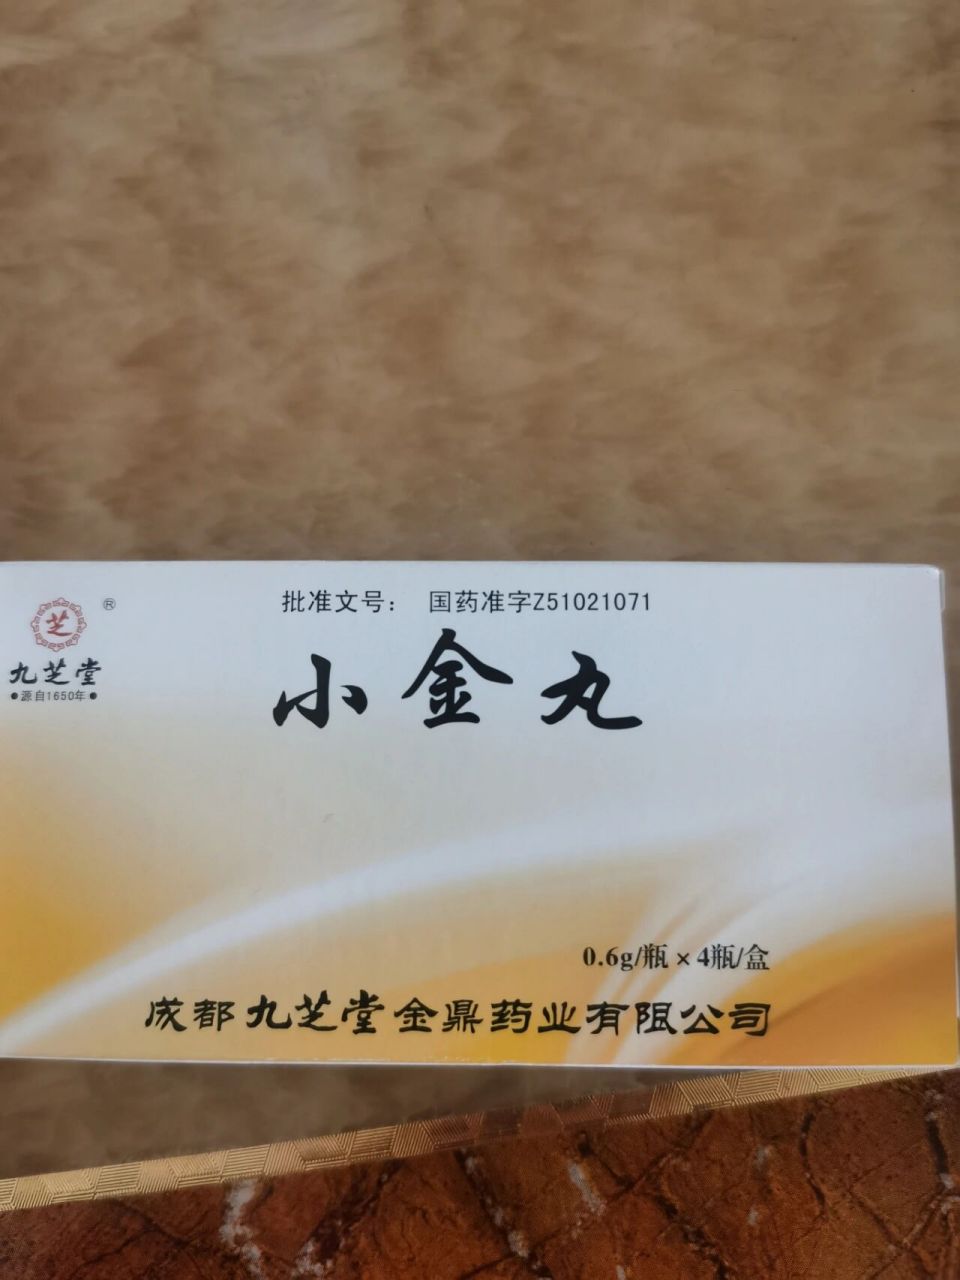 批准文号： 国药准字Z51021071
芝®
九芝堂
●源自1650年●
小金丸
0.6g/瓶×4瓶/盒
成都九芝堂金鼎药业有限公司